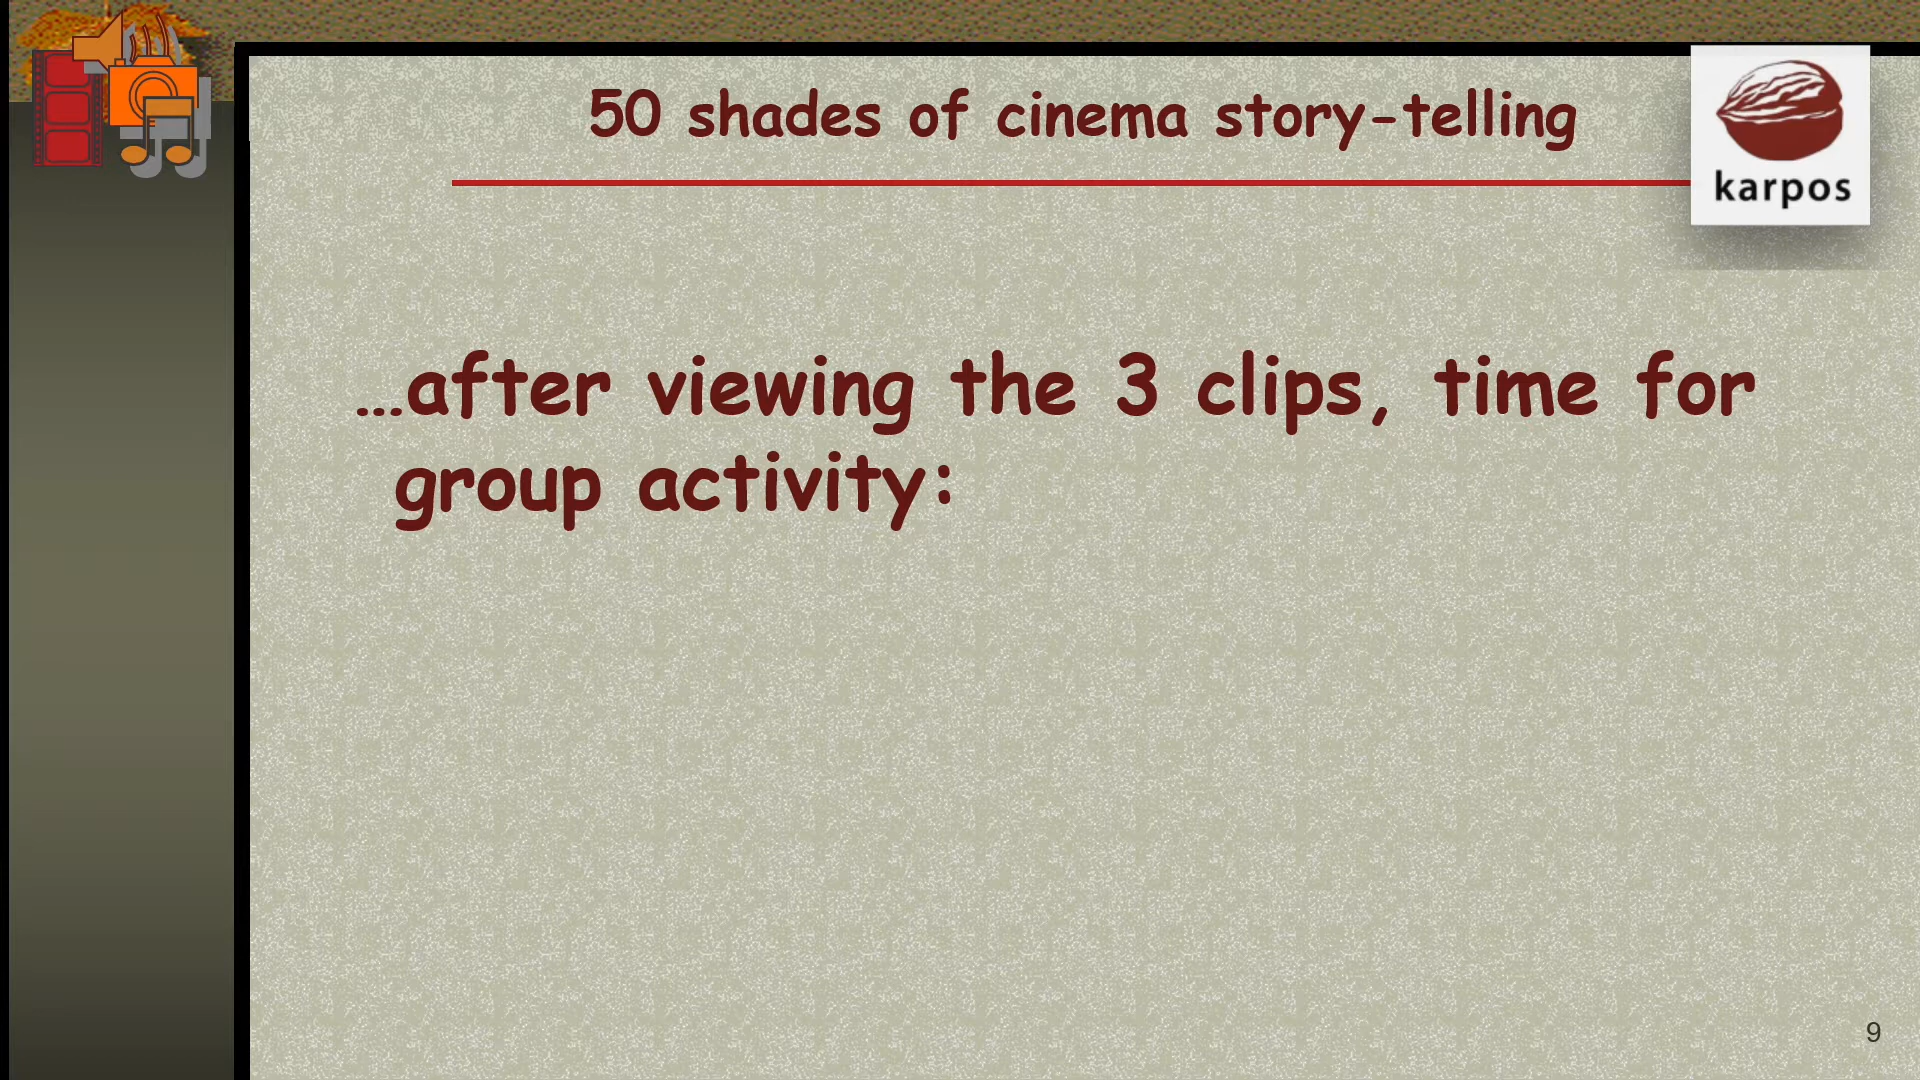 50 shades of cinema story-telling
karpos
…after viewing the 3 clips, time for
group activity:
9